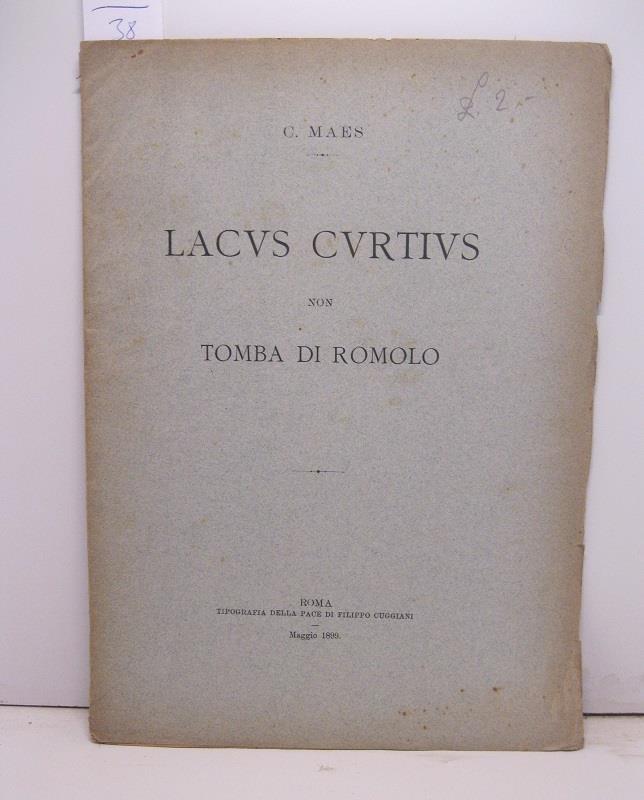 38
£. 2.-
C. MAES
LACVS CVRTIVS
NON
TOMBA DI ROMOLO
ROMA
TIPOGRAFIA DELLA PACE DI FILIPPO CUGGIANI
Maggio 1899.